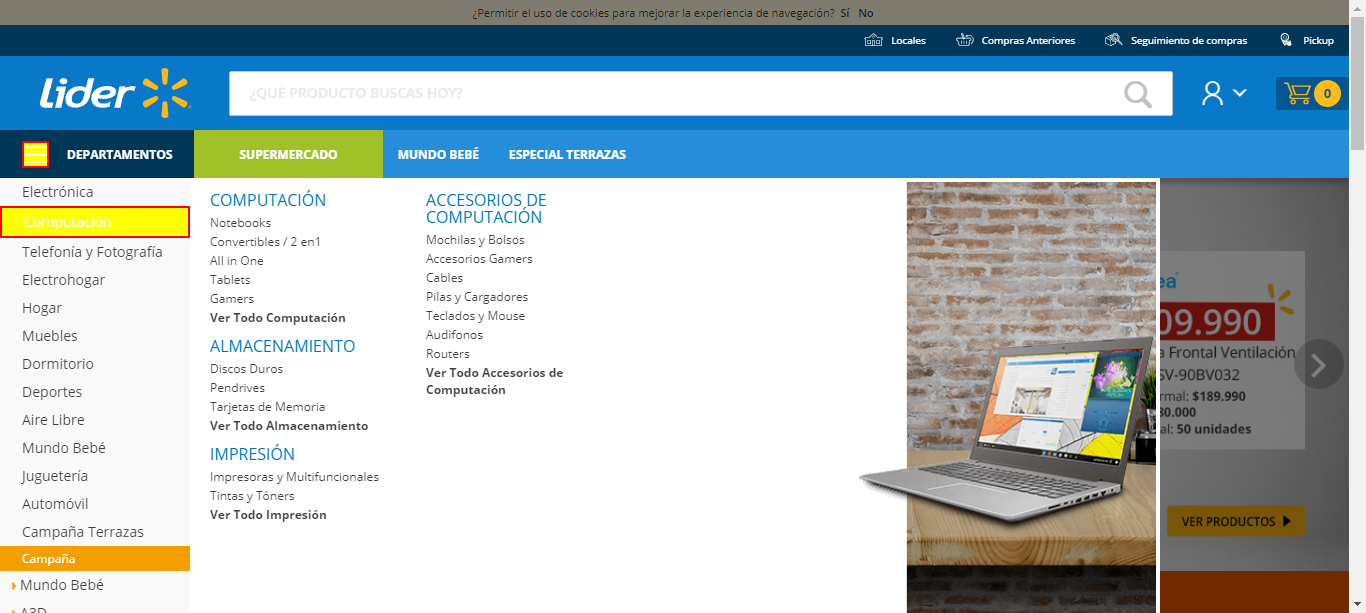 ¿Permitir el uso de cookies para mejorar la experiencia de navegación? Sí No
Locales Compras Anteriores Seguimiento de compras Pickup
lider ¿QUÉ PRODUCTO BUSCAS HOY? 0
DEPARTAMENTOS SUPERMERCADO MUNDO BEBÉ ESPECIAL TERRAZAS
Electrónica
Computación
Telefonía y Fotografía
Electrohogar
Hogar
Muebles
Dormitorio
Deportes
Aire Libre
Mundo Bebé
Juguetería
Automóvil
Campaña Terrazas
Campaña
Mundo Bebé
A3D
COMPUTACIÓN
Notebooks
Convertibles / 2 en1
All in One
Tablets
Gamers
Ver Todo Computación
ALMACENAMIENTO
Discos Duros
Pendrives
Tarjetas de Memoria
Ver Todo Almacenamiento
IMPRESIÓN
Impresoras y Multifuncionales
Tintas y Tóners
Ver Todo Impresión
ACCESORIOS DE
COMPUTACIÓN
Mochilas y Bolsos
Accesorios Gamers
Cables
Pilas y Cargadores
Teclados y Mouse
Audifonos
Routers
Ver Todo Accesorios de
Computación
ea
09.990
a Frontal Ventilación
SV-90BV032
rmal: $189.990
80.000
al: 50 unidades
VER PRODUCTOS